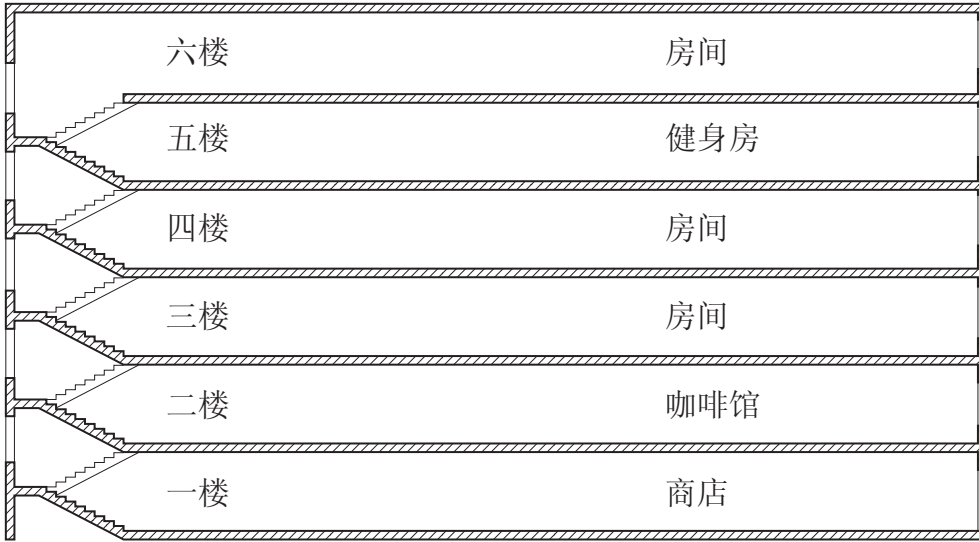 六楼 房间
五楼 健身房
四楼 房间
三楼 房间
二楼 咖啡馆
一楼 商店